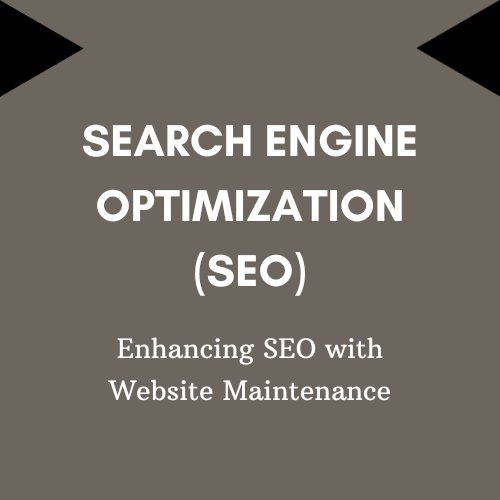 SEARCH ENGINE
OPTIMIZATION
(SEO)
Enhancing SEO with
Website Maintenance